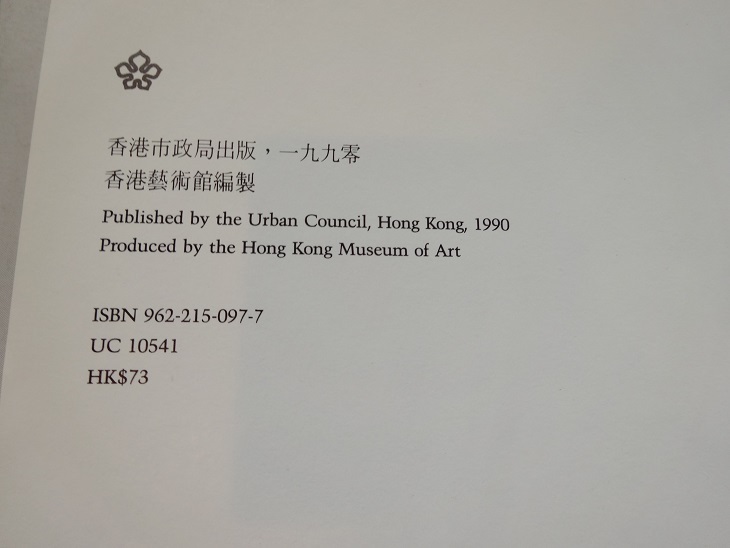 香港市政局出版，一九九零
香港藝術館編製
Published by the Urban Council, Hong Kong, 1990
Produced by the Hong Kong Museum of Art
ISBN 962-215-097-7
UC 10541
HK$73